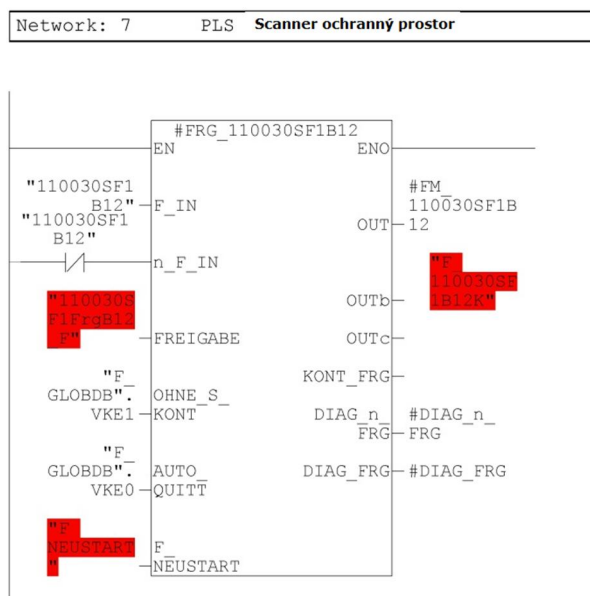 Network: 7 PLS Scanner ochranný prostor
#FRG_110030SF1B12
EN ENO
"110030SF1
B12" F_IN
#FM_
110030SF1B
OUT 12
"110030SF1
B12"
n_F_IN
"F_
110030SF
1B12K"
OUTb
"110030S
F1FrgB12
F"
FREIGABE OUTc
"F_
GLOBDB".
VKE1
OHNE_S_
KONT
KONT_FRG
DIAG_n_
FRG
#DIAG_n_
FRG
"F_
GLOBDB".
VKE0
AUTO_
QUITT
DIAG_FRG #DIAG_FRG
"F_
NEUSTART
"
F_
NEUSTART